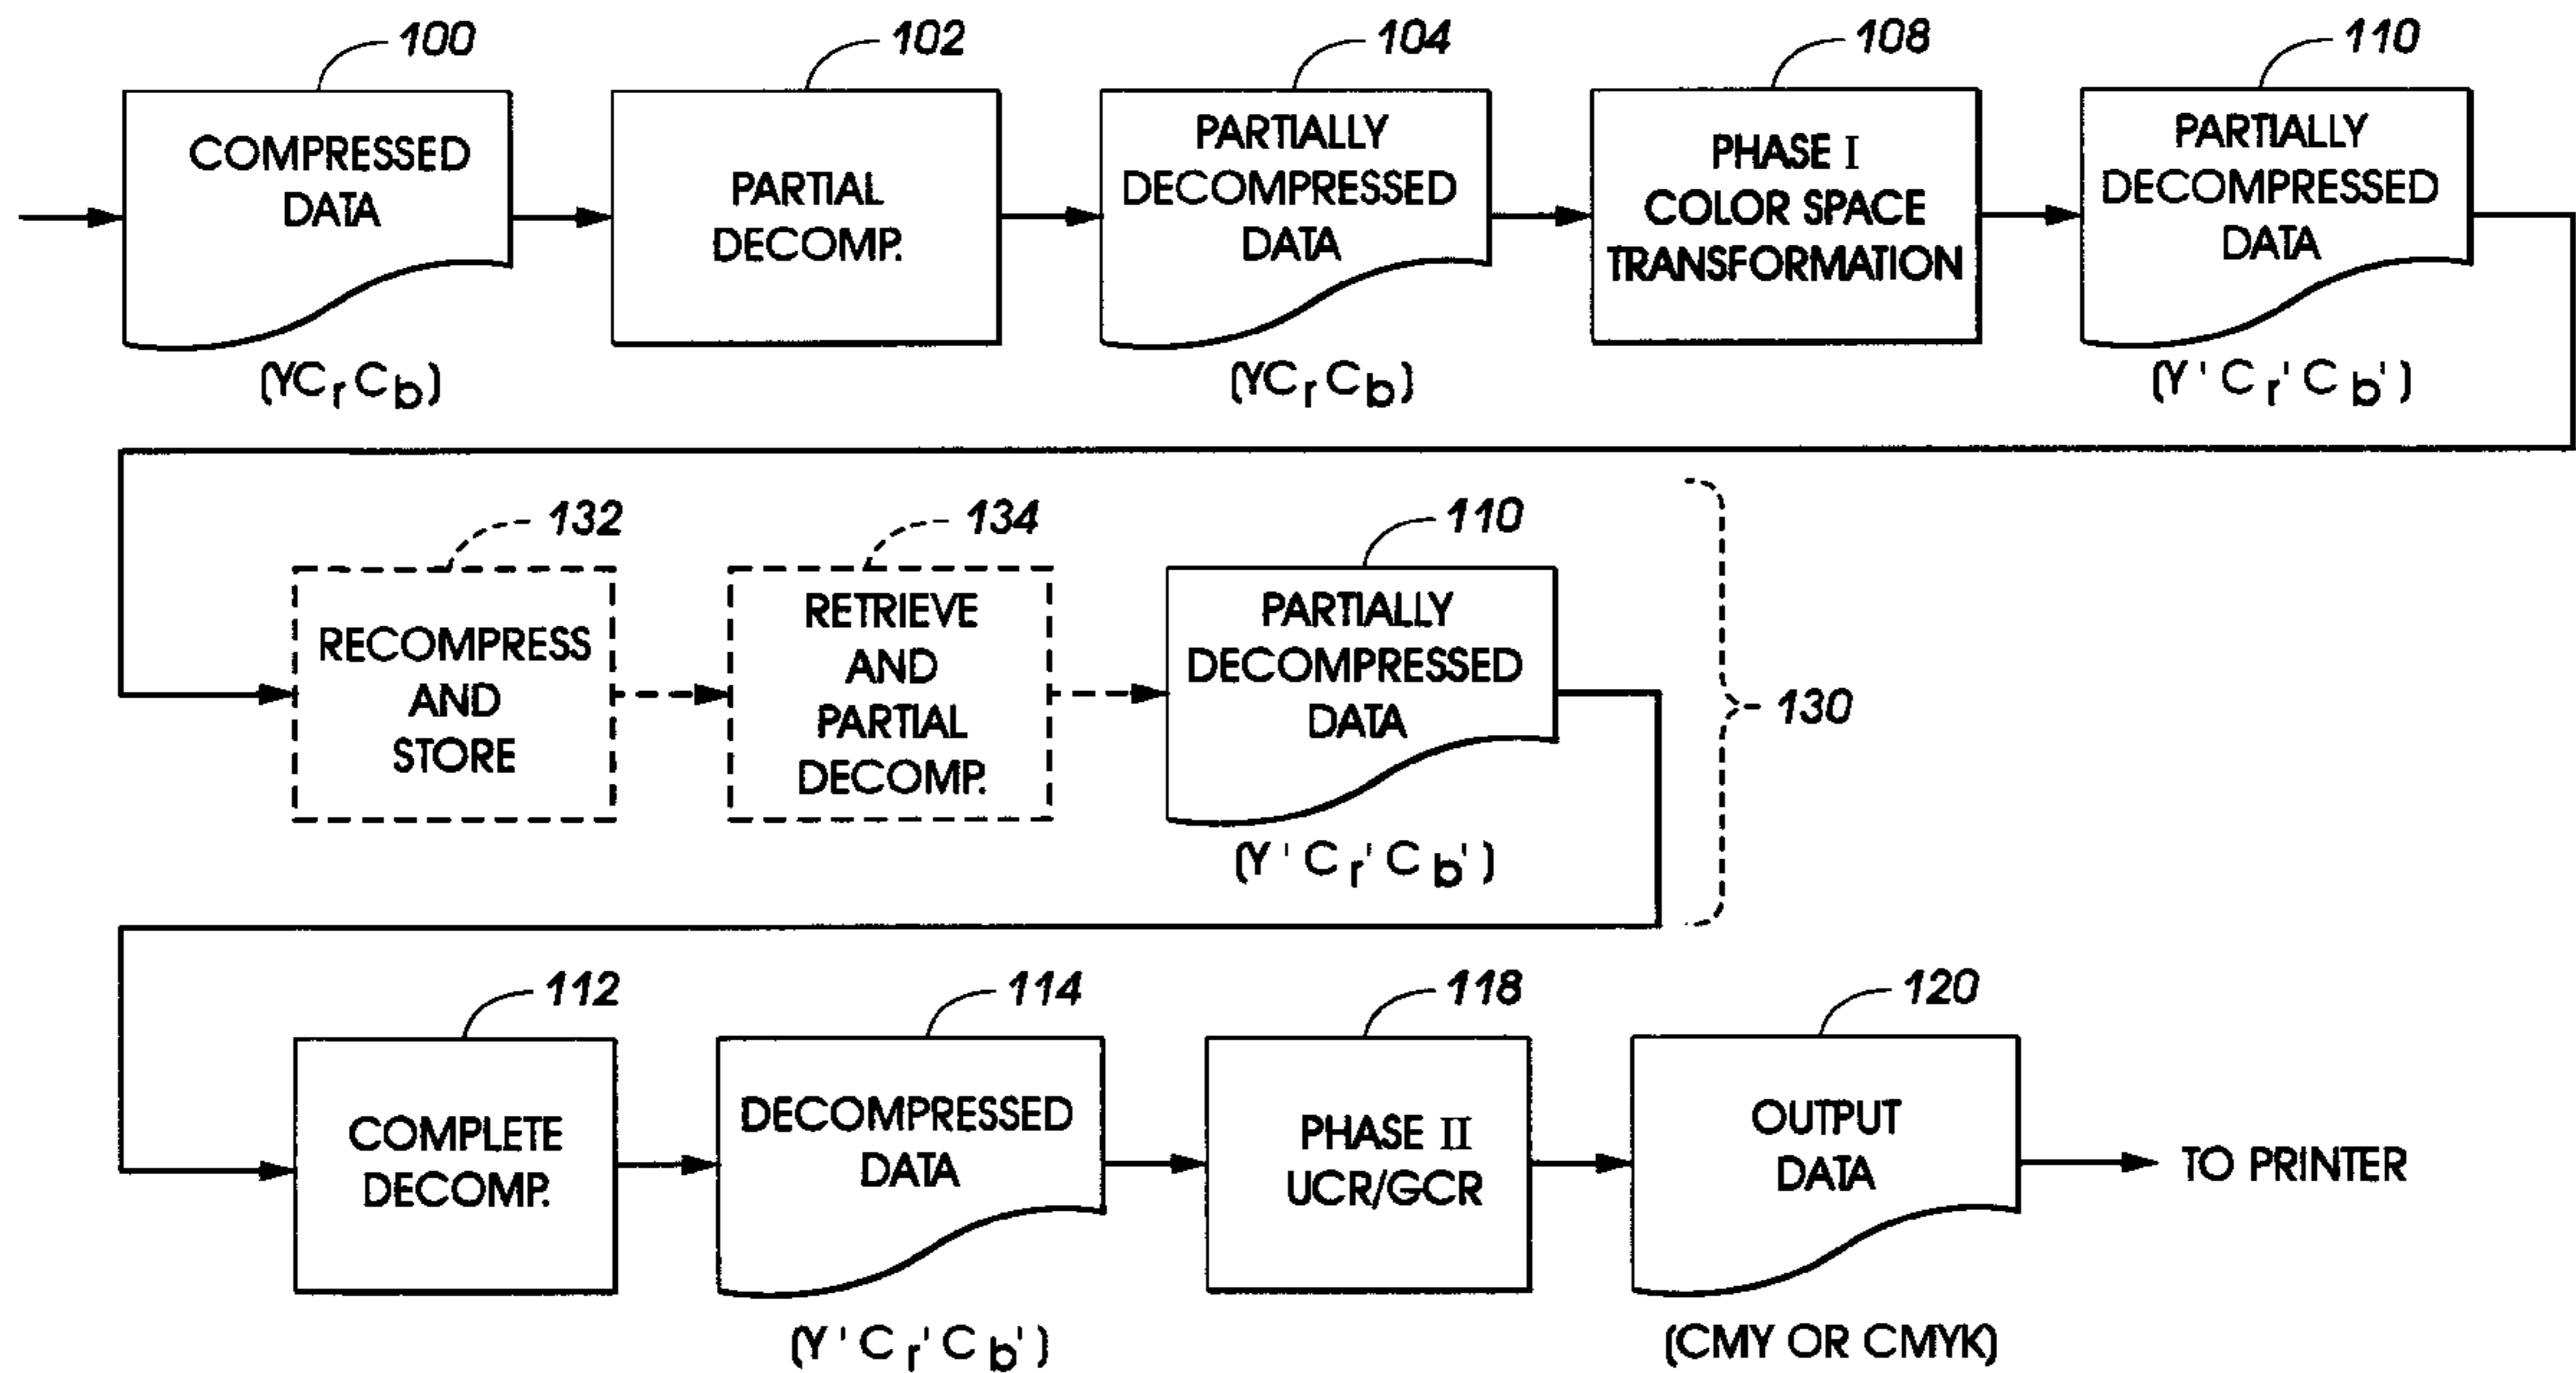 100
102
104
108
110
COMPRESSED
DATA
PARTIAL
DECOMP.
PARTIALLY
DECOMPRESSED
DATA
PHASE I
COLOR SPACE
TRANSFORMATION
PARTIALLY
DECOMPRESSED
DATA
(YCrCb)
(YCrCb)
(Y'Cr'Cb')
132
134
110
RECOMPRESS
AND
STORE
RETRIEVE
AND
PARTIAL
DECOMP.
PARTIALLY
DECOMPRESSED
DATA
130
(Y'Cr'Cb')
112
114
118
120
COMPLETE
DECOMP.
DECOMPRESSED
DATA
PHASE II
UCR/GCR
OUTPUT
DATA
TO PRINTER
(Y'Cr'Cb')
(CMY OR CMYK)